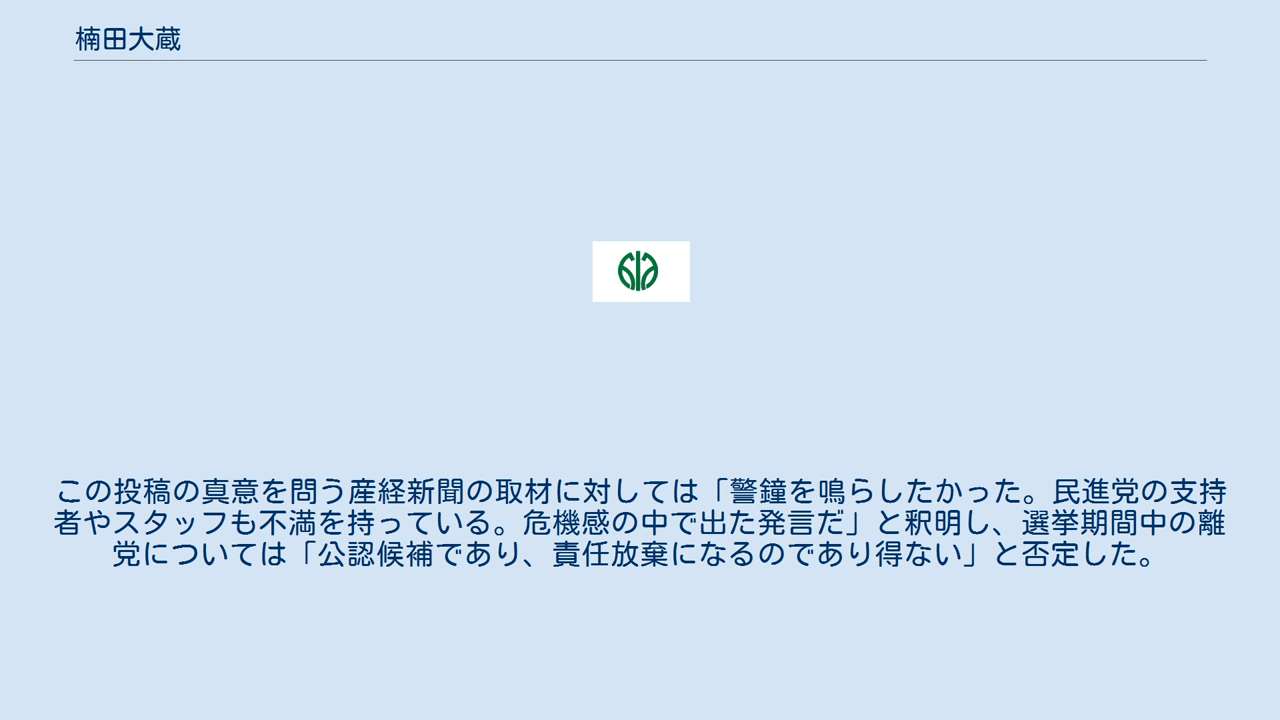 楠田大蔵
この投稿の真意を問う産経新聞の取材に対しては「警鐘を鳴らしたかった。民進党の支持
者やスタッフも不満を持っている。危機感の中で出た発言だ」と釈明し、選挙期間中の離
党については「公認候補であり、責任放棄になるのであり得ない」と否定した。